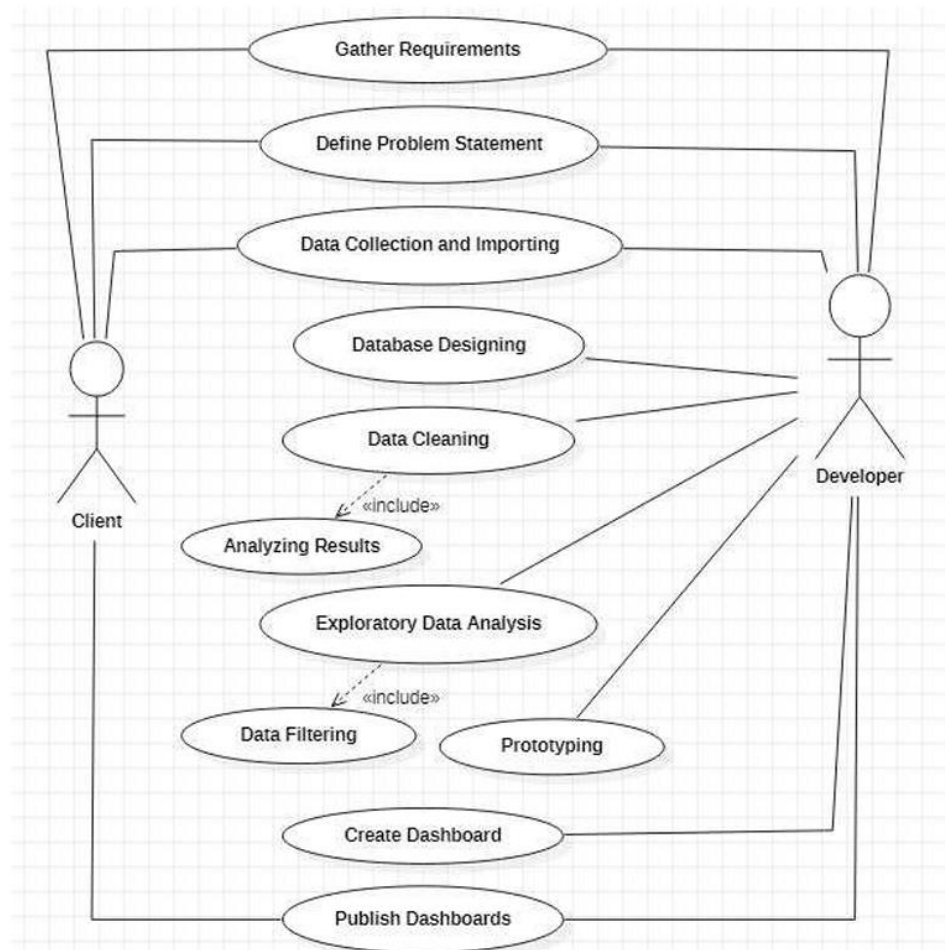 Gather Requirements
Define Problem Statement
Data Collection and Importing
Database Designing
Data Cleaning
Developer
«include»
Client
Analyzing Results
Exploratory Data Analysis
«include»
Data Filtering
Prototyping
Create Dashboard
Publish Dashboards